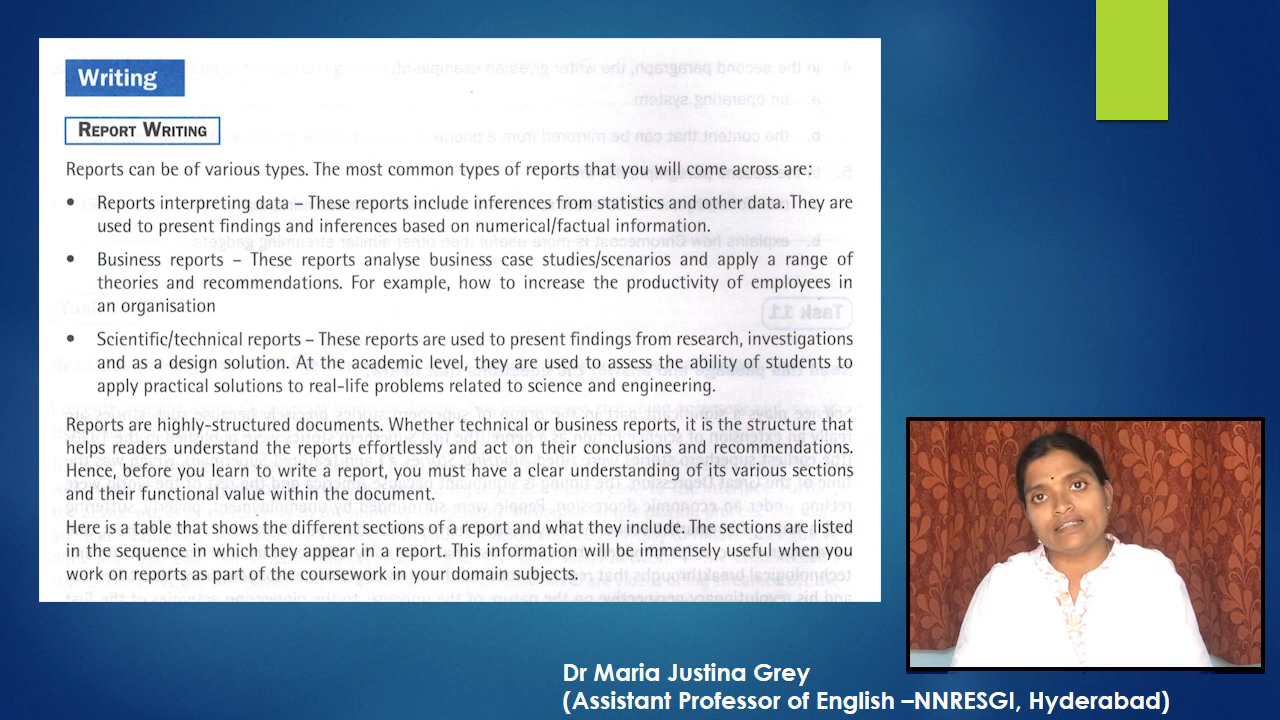 Writing
REPORT WRITING
Reports can be of various types. The most common types of reports that you will come across are:
• Reports interpreting data – These reports include inferences from statistics and other data. They are
used to present findings and inferences based on numerical/factual information.
• Business reports – These reports analyse business case studies/scenarios and apply a range of
theories and recommendations. For example, how to increase the productivity of employees in
an organisation
• Scientific/technical reports – These reports are used to present findings from research, investigations
and as a design solution. At the academic level, they are used to assess the ability of students to
apply practical solutions to real-life problems related to science and engineering.
Reports are highly-structured documents. Whether technical or business reports, it is the structure that
helps readers understand the reports effortlessly and act on their conclusions and recommendations.
Hence, before you learn to write a report, you must have a clear understanding of its various sections
and their functional value within the document.
Here is a table that shows the different sections of a report and what they include. The sections are listed
in the sequence in which they appear in a report. This information will be immensely useful when you
work on reports as part of the coursework in your domain subjects.
Dr Maria Justina Grey
(Assistant Professor of English –NNRESGI, Hyderabad)